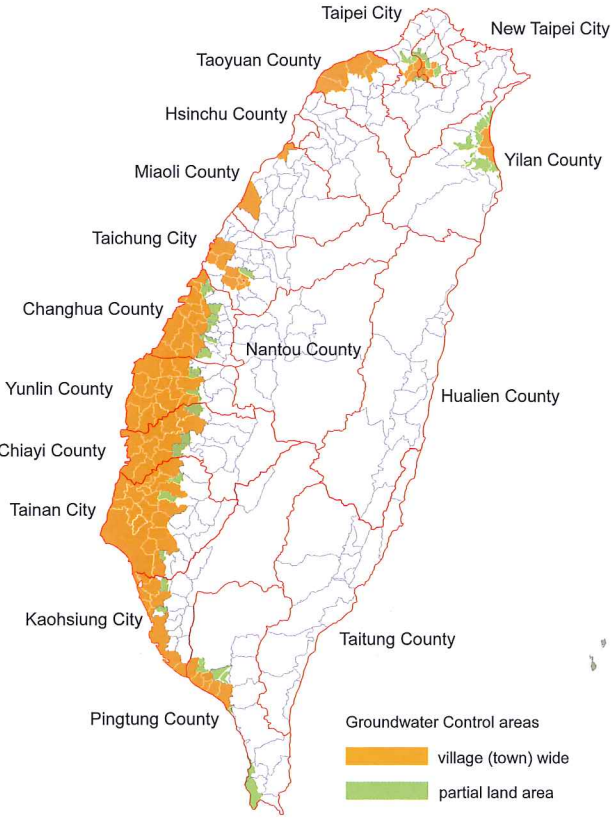 Taipei City
New Taipei City
Taoyuan County
Hsinchu County
Miaoli County
Yilan County
Taichung City
Changhua County
Nantou County
Yunlin County
Hualien County
Chiayi County
Tainan City
Kaohsiung City
Taitung County
Pingtung County
Groundwater Control areas
village (town) wide
partial land area